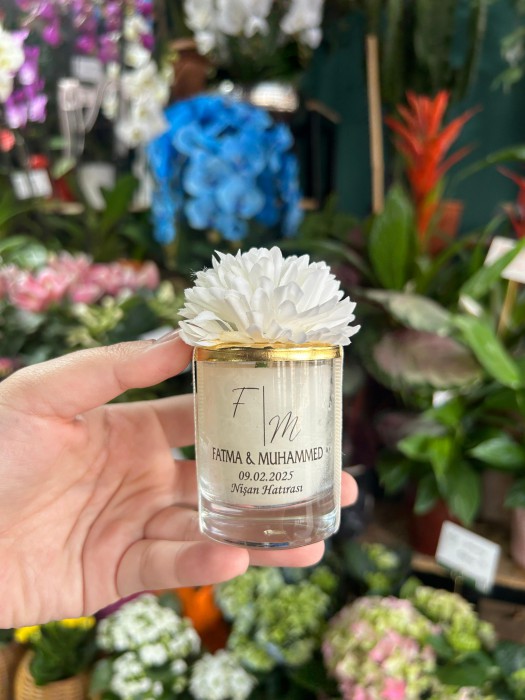 F | M
FATMA & MUHAMMED
09.02.2025
Nişan Hatırası